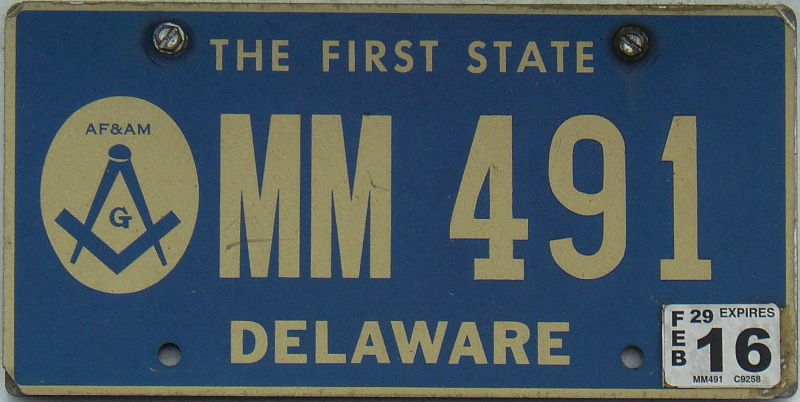 THE FIRST STATE
AF&AM
G
MM 491
DELAWARE
FEB 29 EXPIRES
16
MM491 C9258